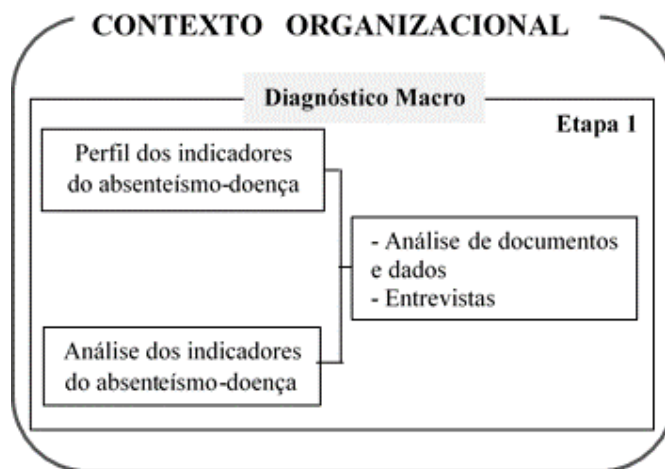 CONTEXTO ORGANIZACIONAL
Diagnóstico Macro
Etapa 1
Perfil dos indicadores
do absenteísmo-doença
- Análise de documentos
e dados
- Entrevistas
Análise dos indicadores
do absenteísmo-doença